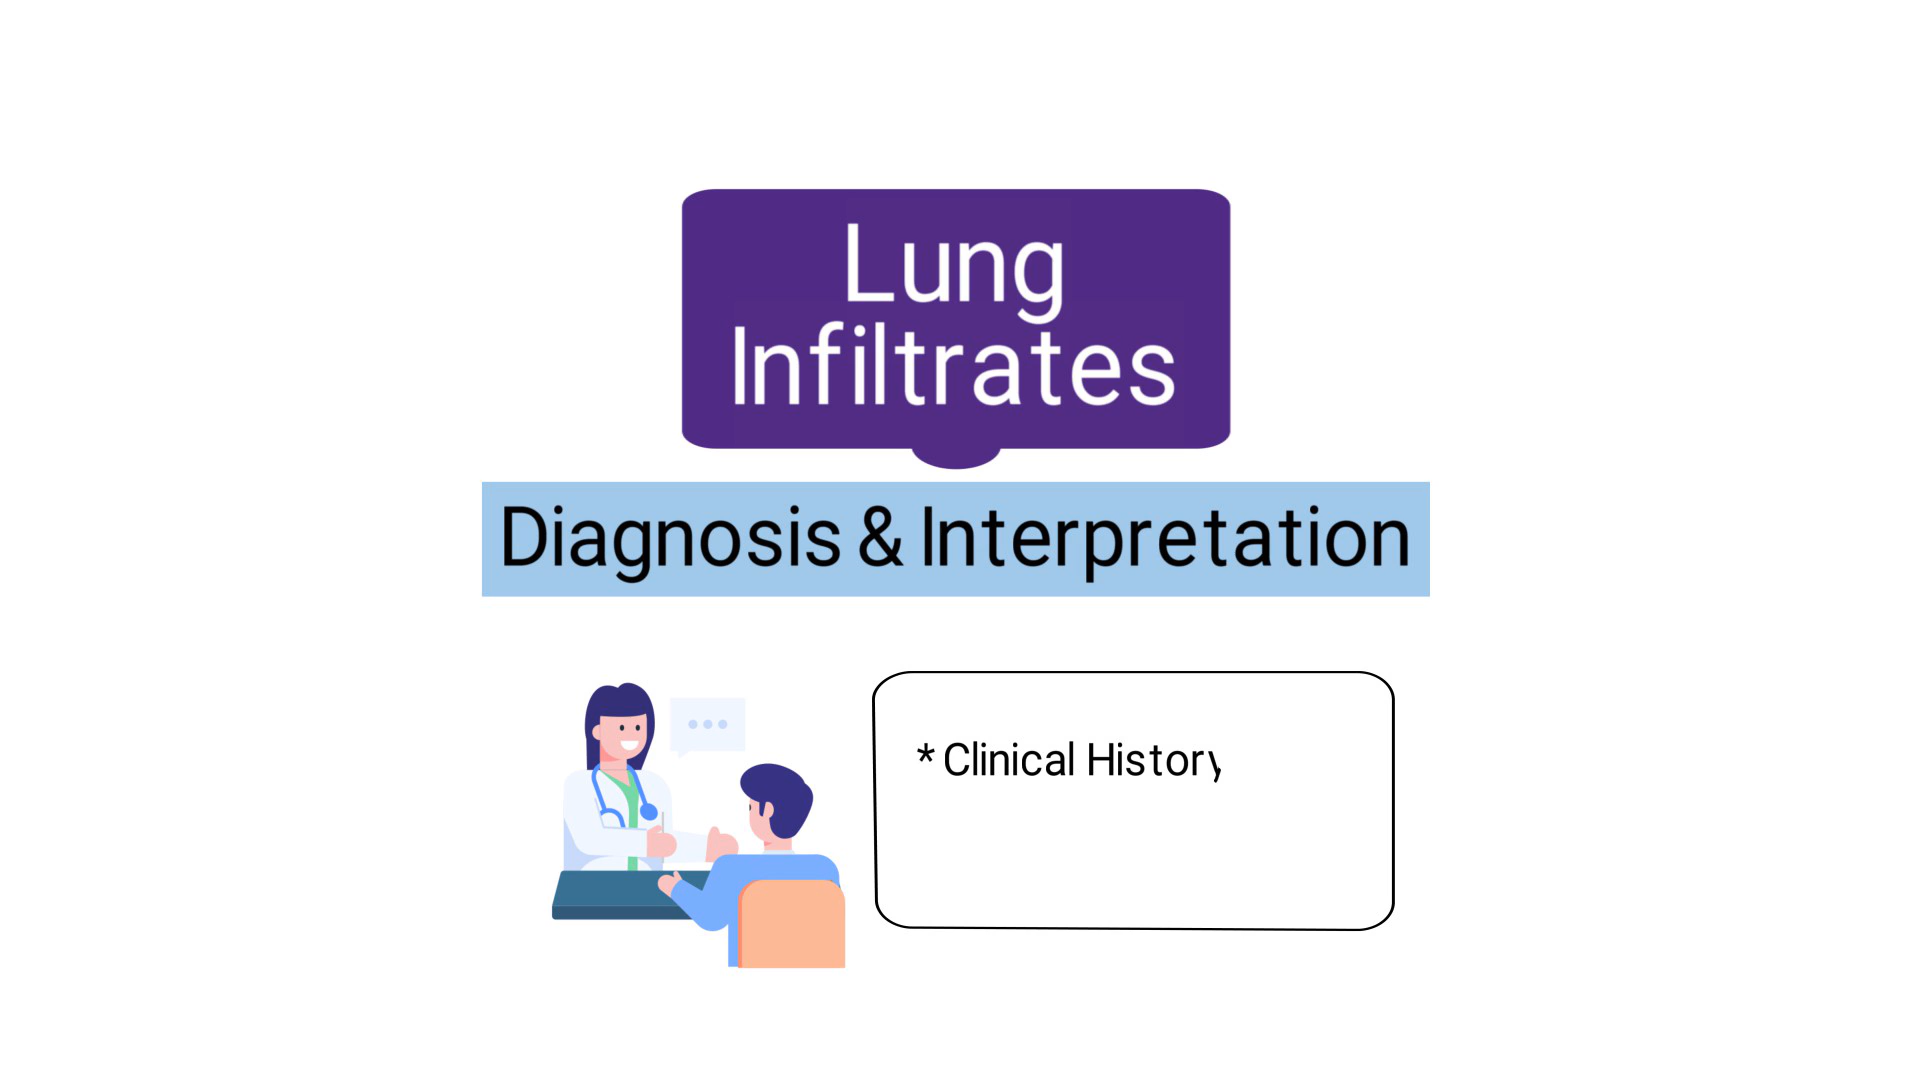 Lung
Infiltrates
Diagnosis & Interpretation
* Clinical History